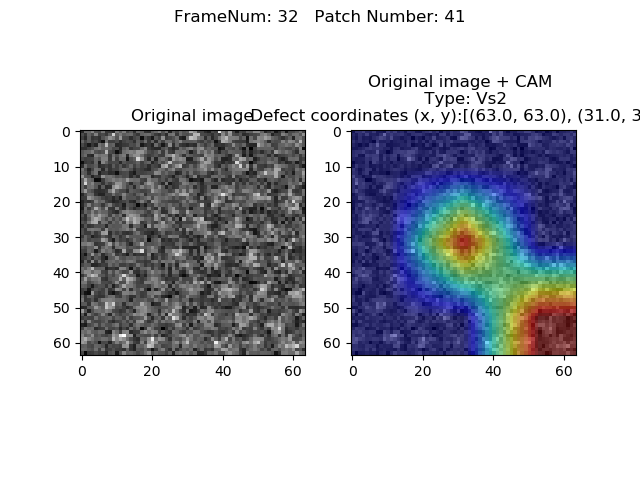 FrameNum: 32   Patch Number: 41
Original image + CAM
Type: Vs2
Original image
Defect coordinates (x, y):[(63.0, 63.0), (31.0, 3
0
10
20
30
40
50
60
0 20 40 60
0
10
20
30
40
50
60
0 20 40 60